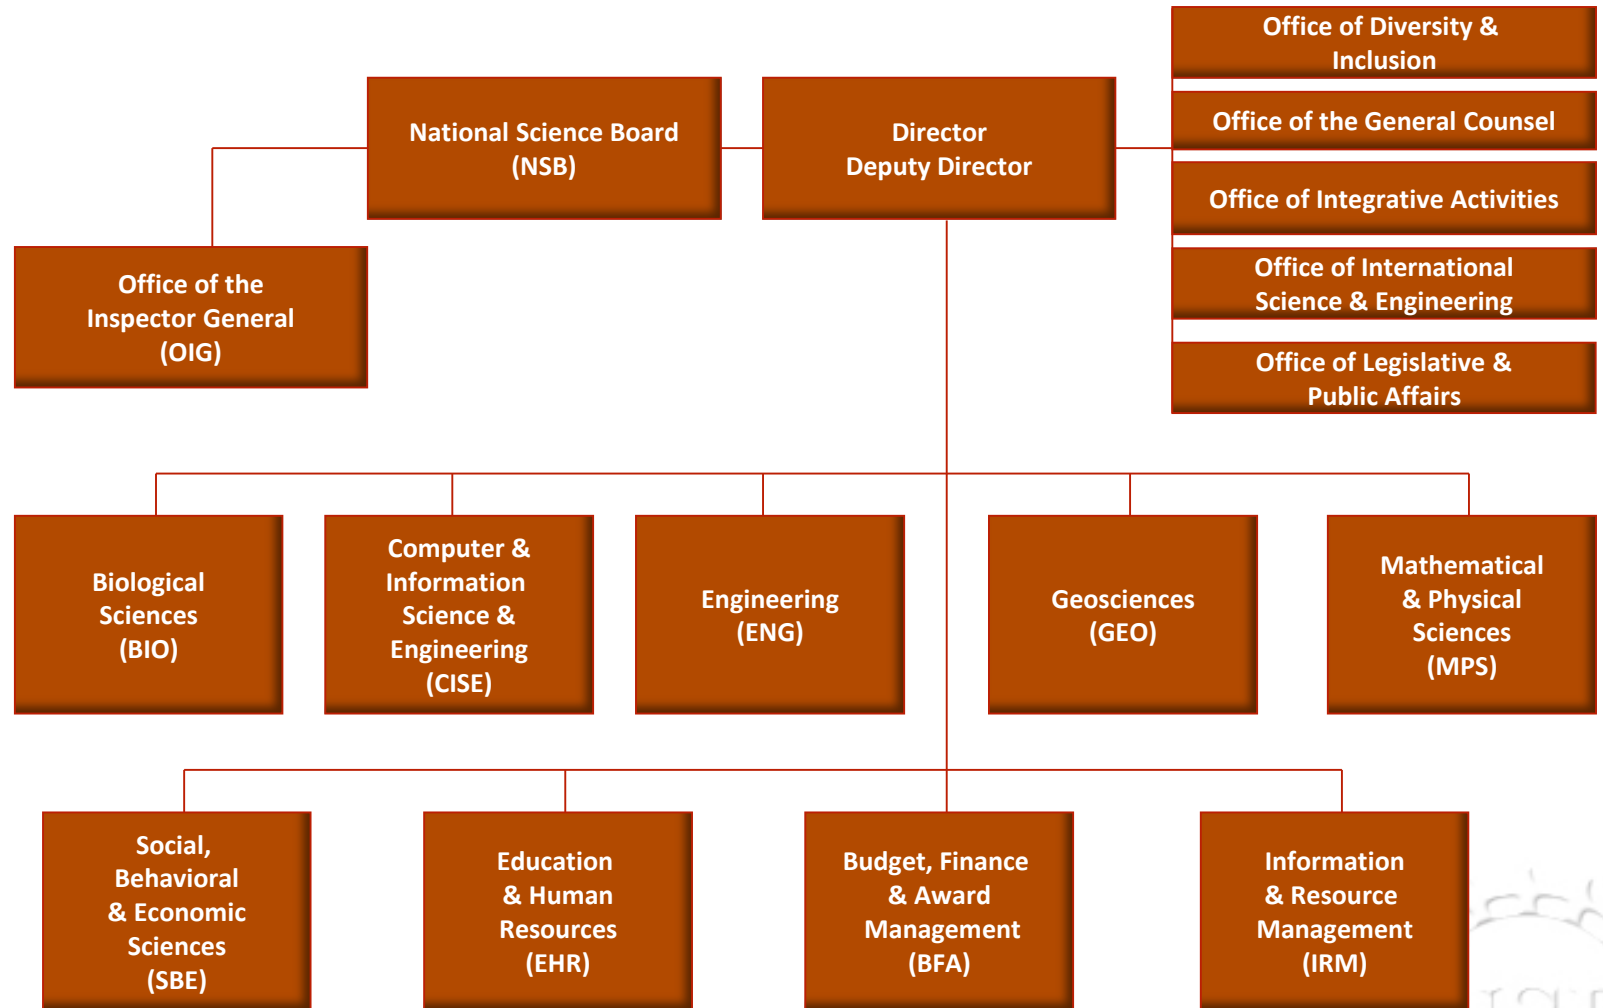 Office of Diversity &
Inclusion
National Science Board
(NSB)
Director
Deputy Director
Office of the General Counsel
Office of Integrative Activities
Office of International
Science & Engineering
Office of the
Inspector General
(OIG)
Office of Legislative &
Public Affairs
Biological
Sciences
(BIO)
Computer &
Information
Science &
Engineering
(CISE)
Engineering
(ENG)
Geosciences
(GEO)
Mathematical
& Physical
Sciences
(MPS)
Social,
Behavioral
& Economic
Sciences
(SBE)
Education
& Human
Resources
(EHR)
Budget, Finance
& Award
Management
(BFA)
Information
& Resource
Management
(IRM)